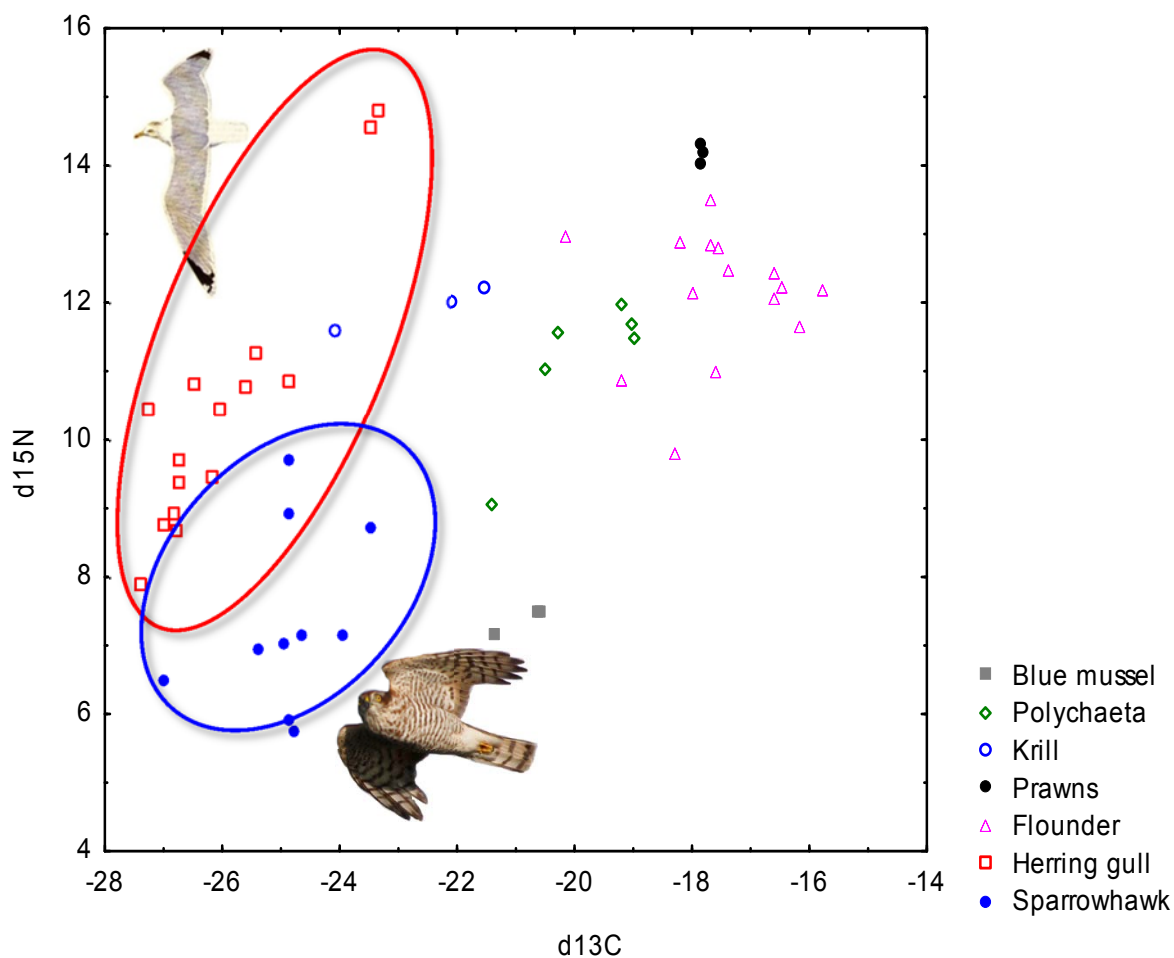 16
14
12
10
8
6
4
d15N
-28
-26
-24
-22
-20
-18
-16
-14
d13C
Blue mussel
Polychaeta
Krill
Prawns
Flounder
Herring gull
Sparrowhawk